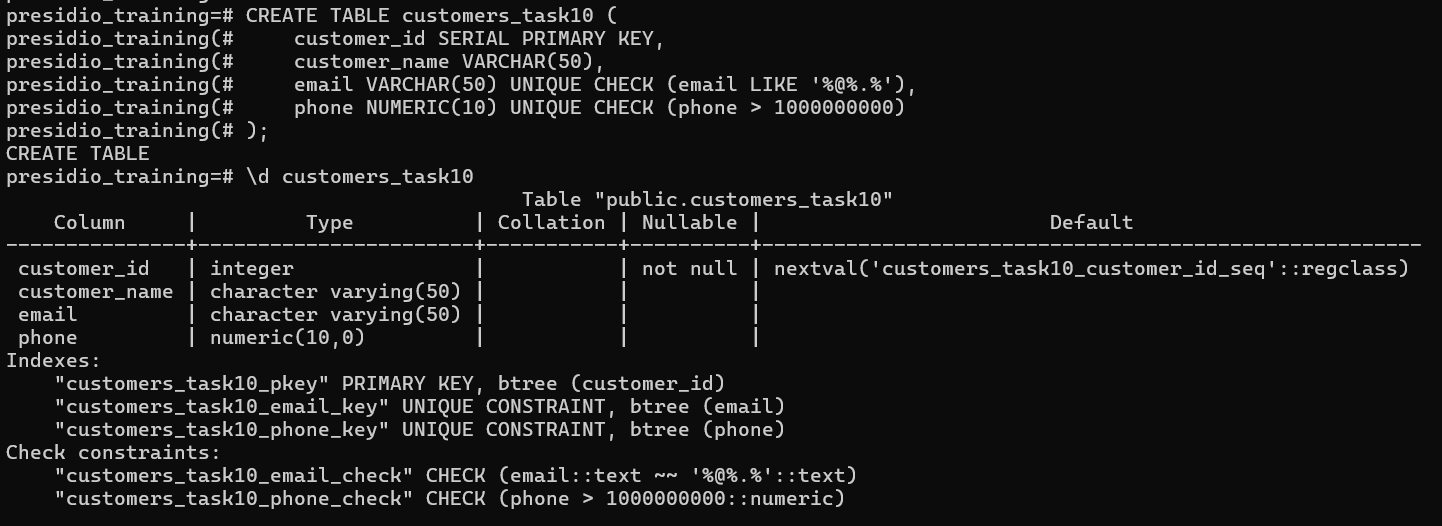 presidio_training=# CREATE TABLE customers_task10 (
presidio_training(#     customer_id SERIAL PRIMARY KEY,
presidio_training(#     customer_name VARCHAR(50),
presidio_training(#     email VARCHAR(50) UNIQUE CHECK (email LIKE '%@%.%'),
presidio_training(#     phone NUMERIC(10) UNIQUE CHECK (phone > 1000000000)
presidio_training(# );
CREATE TABLE
presidio_training=# \d customers_task10
                                           Table "public.customers_task10"
    Column     |         Type          | Collation | Nullable |                        Default
---------------+-----------------------+-----------+----------+-------------------------------------------------------
 customer_id   | integer               |           | not null | nextval('customers_task10_customer_id_seq'::regclass)
 customer_name | character varying(50) |           |          |
 email         | character varying(50) |           |          |
 phone         | numeric(10,0)         |           |          |
Indexes:
    "customers_task10_pkey" PRIMARY KEY, btree (customer_id)
    "customers_task10_email_key" UNIQUE CONSTRAINT, btree (email)
    "customers_task10_phone_key" UNIQUE CONSTRAINT, btree (phone)
Check constraints:
    "customers_task10_email_check" CHECK (email::text ~~ '%@%.%'::text)
    "customers_task10_phone_check" CHECK (phone > 1000000000::numeric)